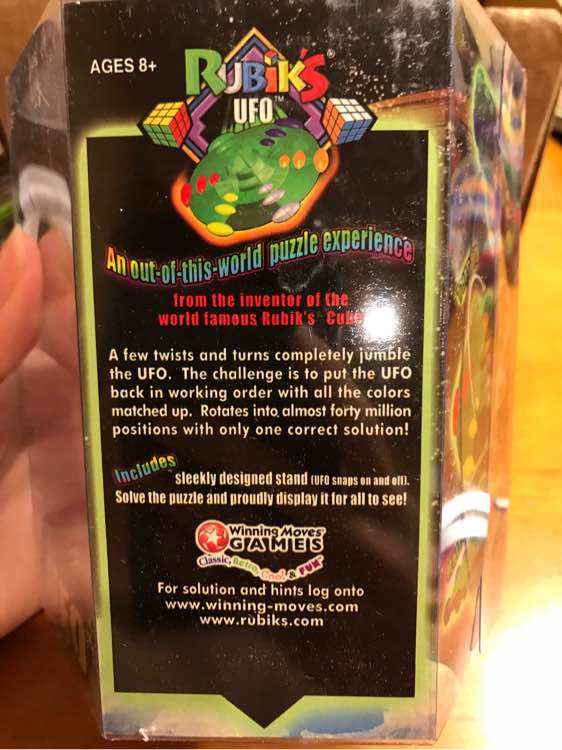 AGES 8+
RUBIK'S®
UFO™
An out-of-this-world puzzle experience
from the inventor of the
world famous Rubik's Cube
A few twists and turns completely jumble
the UFO. The challenge is to put the UFO
back in working order with all the colors
matched up. Rotates into almost forty million
positions with only one correct solution!
Includes
sleekly designed stand (UFO snaps on and off).
Solve the puzzle and proudly display it for all to see!
Winning Moves®
GAMES
Classic, Retro, Cool & FUN™
For solution and hints log onto
www.winning-moves.com
www.rubiks.com